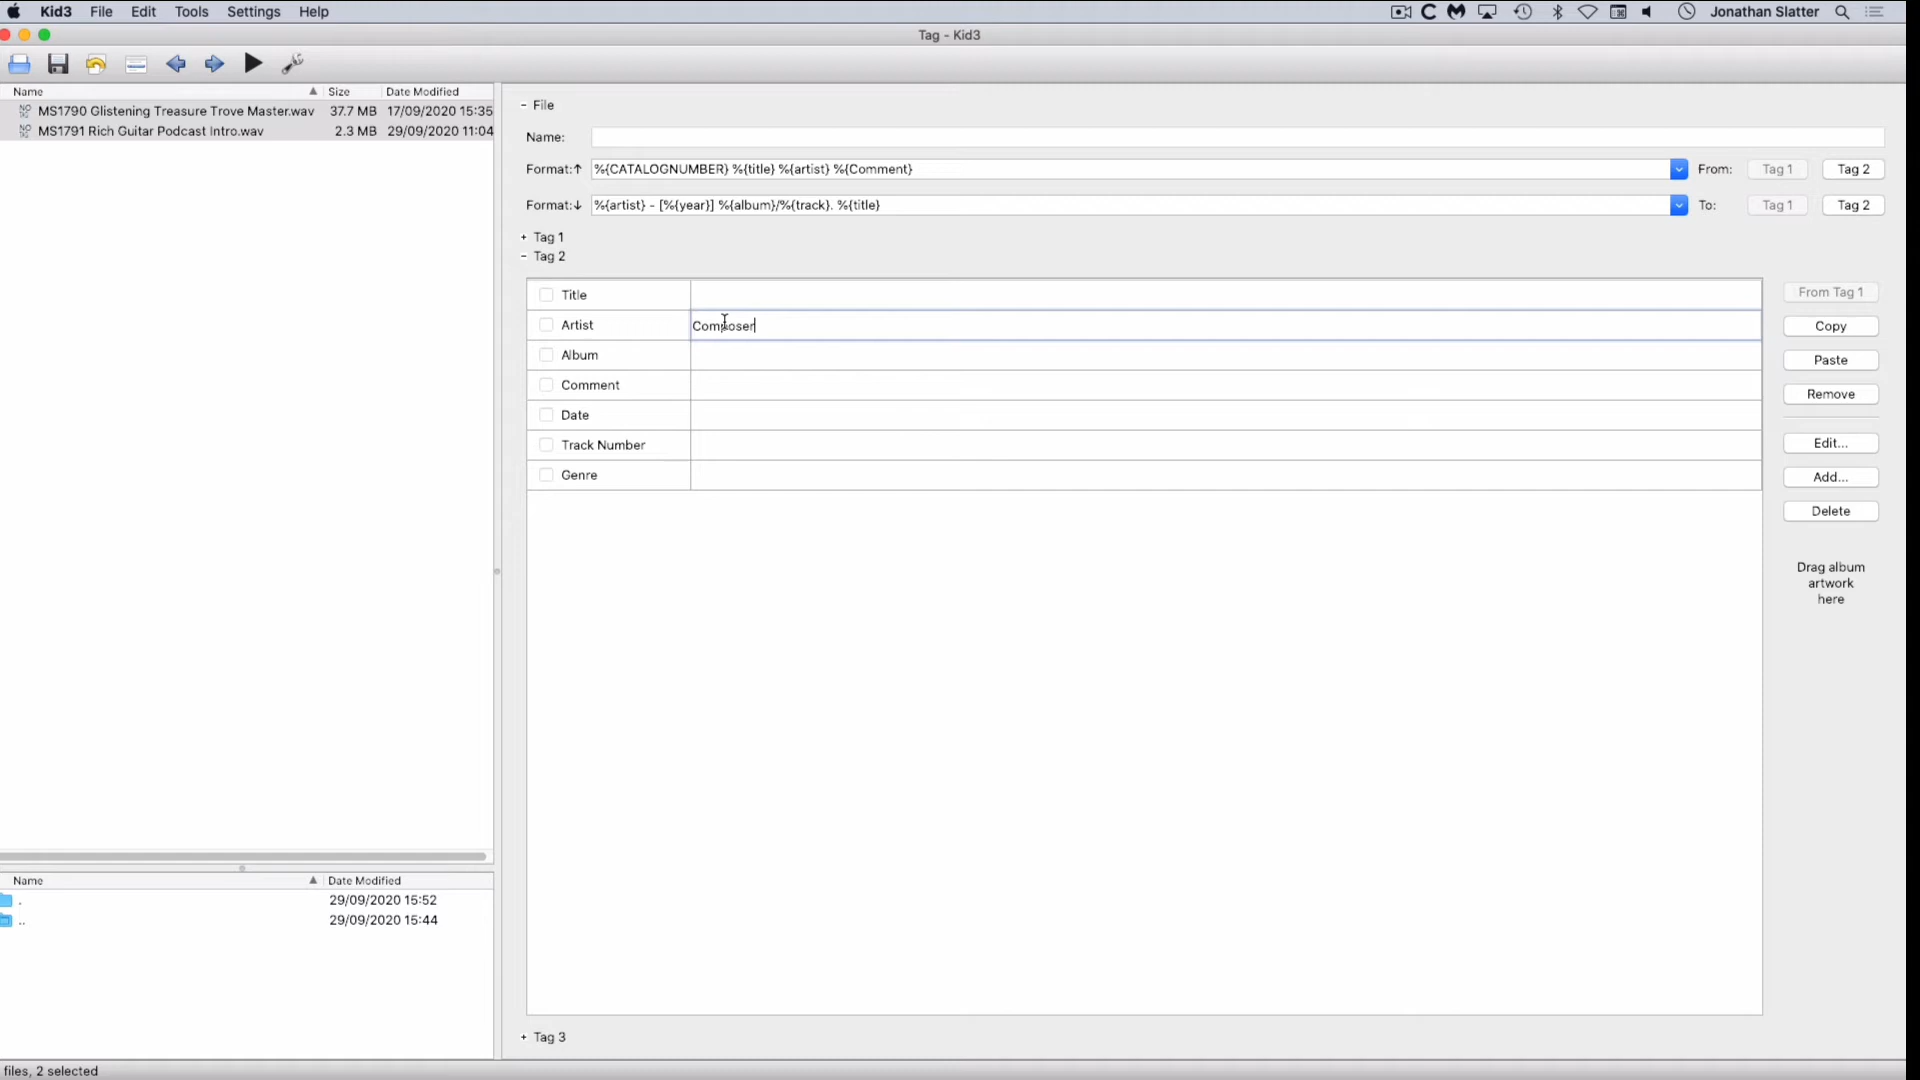 Kid3 File Edit Tools Settings Help Jonathan Slatter
Tag - Kid3
Name Size Date Modified
MS1790 Glistening Treasure Trove Master.wav 37.7 MB 17/09/2020 15:35
MS1791 Rich Guitar Podcast Intro.wav 2.3 MB 29/09/2020 11:04
- File
Name:
Format:↑ %{CATALOGNUMBER} %{title} %{artist} %{Comment} From: Tag 1 Tag 2
Format:↓ %{artist} - [%{year}] %{album}/%{track}. %{title} To: Tag 1 Tag 2
+ Tag 1
- Tag 2
Title
Artist Composer
Album
Comment
Date
Track Number
Genre
From Tag 1
Copy
Paste
Remove
Edit...
Add...
Delete
Drag album
artwork
here
Name Date Modified
. 29/09/2020 15:52
.. 29/09/2020 15:44
+ Tag 3
files, 2 selected